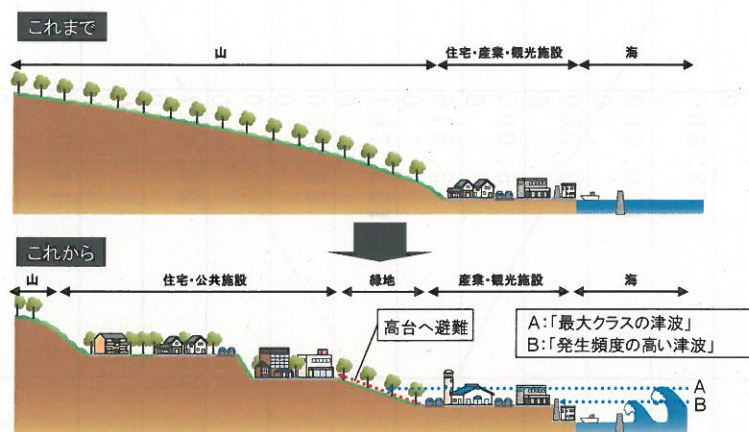 これまで
山
住宅・産業・観光施設
海
これから
山
住宅・公共施設
緑地
産業・観光施設
海
高台へ避難
A:「最大クラスの津波」
B:「発生頻度の高い津波」
A
B